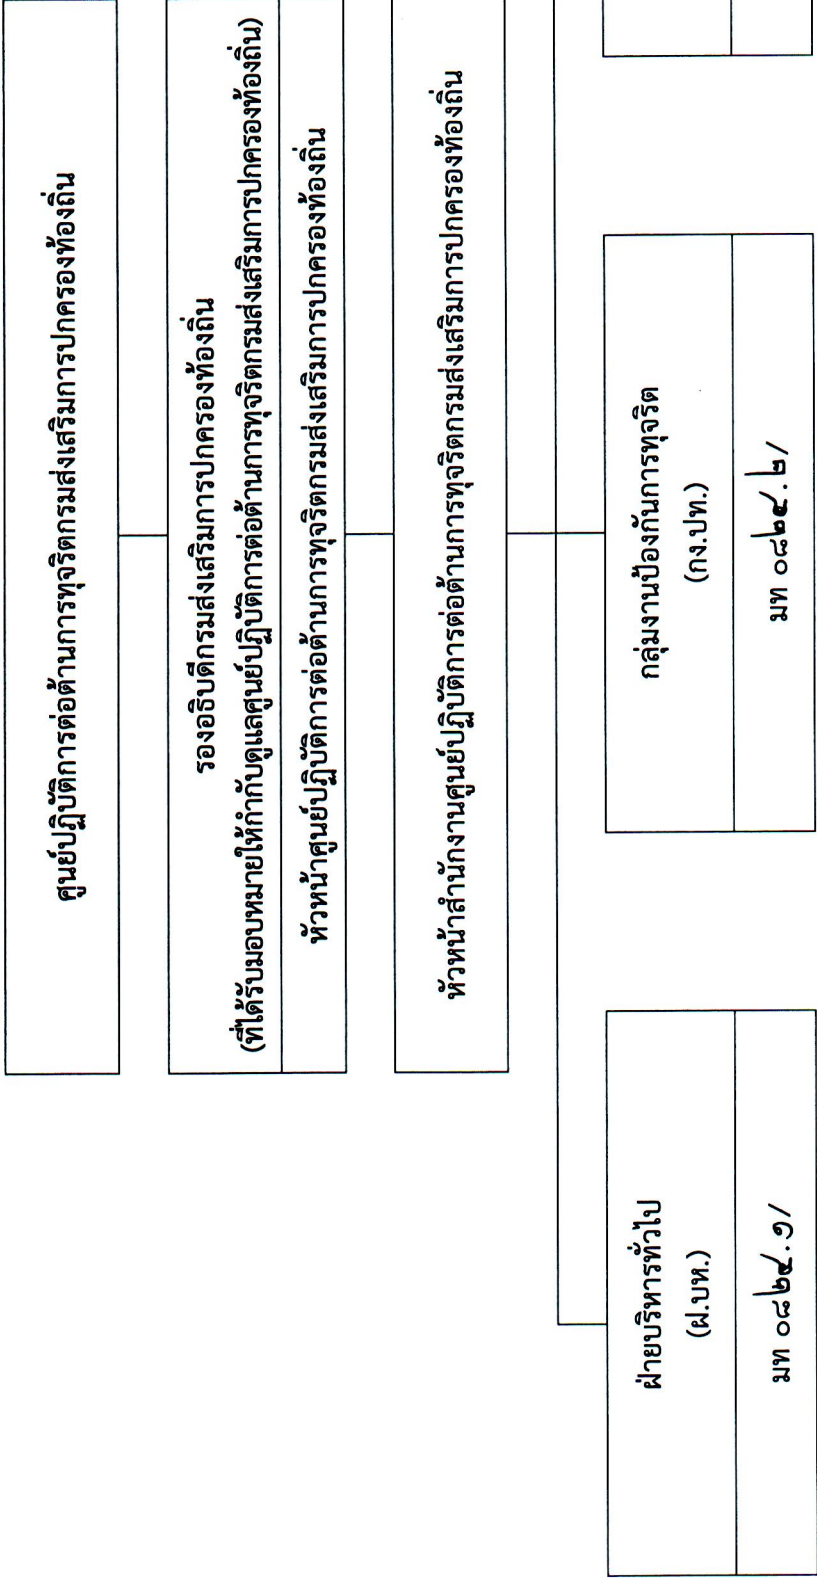 ศูนย์ปฏิบัติการต่อต้านการทุจริตกรมส่งเสริมการปกครองท้องถิ่น
รองอธิบดีกรมส่งเสริมการปกครองท้องถิ่น
(ที่ได้รับมอบหมายให้กำกับดูแลศูนย์ปฏิบัติการต่อต้านการทุจริตกรมส่งเสริมการปกครองท้องถิ่น)
หัวหน้าศูนย์ปฏิบัติการต่อต้านการทุจริตกรมส่งเสริมการปกครองท้องถิ่น
หัวหน้าสำนักงานศูนย์ปฏิบัติการต่อต้านการทุจริตกรมส่งเสริมการปกครองท้องถิ่น
ฝ่ายบริหารทั่วไป
(ฝ.บห.)
มท ๐๘๒๔.๑/
กลุ่มงานป้องกันการทุจริต
(กง.ปท.)
มท ๐๘๒๔.๒/